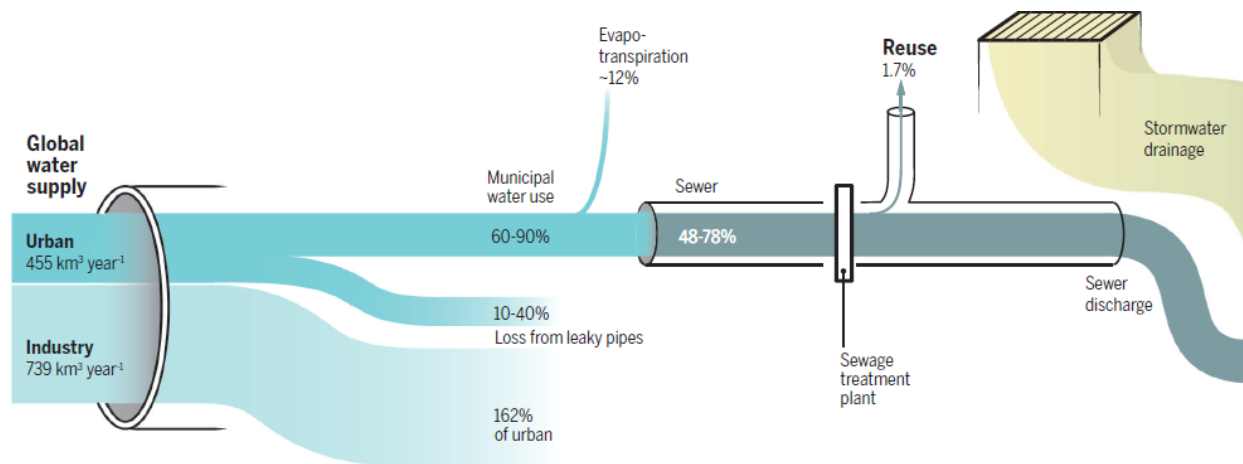 Global
water
supply
Urban
455 km³ year⁻¹
Industry
739 km³ year⁻¹
Municipal
water use
60-90%
10-40%
Loss from leaky pipes
162%
of urban
Evapo-
transpiration
~12%
Sewer
48-78%
Sewage
treatment
plant
Reuse
1.7%
Sewer
discharge
Stormwater
drainage